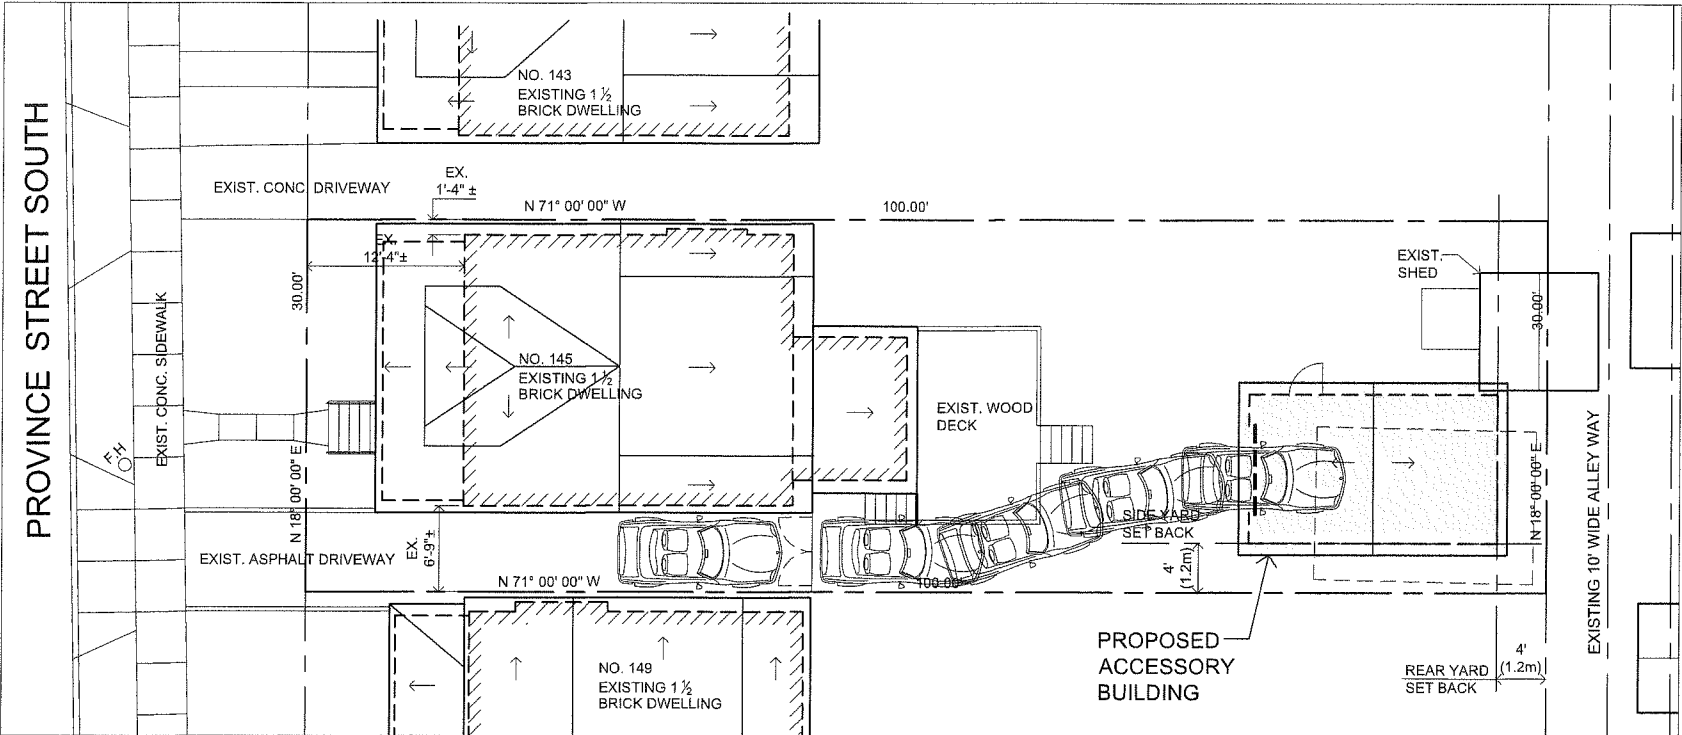 PROVINCE STREET SOUTH
F.H
EXIST. CONC. SIDEWALK
NO. 143
EXISTING 1 ½
BRICK DWELLING
EXIST. CONC. DRIVEWAY
EX.
1'-4" ±
N 71° 00' 00" W
100.00'
EX.
12'-4"±
30.00'
N 18° 00' 00" E
NO. 145
EXISTING 1 ½
BRICK DWELLING
EXIST. WOOD
DECK
EXIST.
SHED
30.00'
N 18° 00' 00" E
EXISTING 10' WIDE ALLEY WAY
EXIST. ASPHALT DRIVEWAY
EX.
6'-9"±
N 71° 00' 00" W
100.00'
SIDE YARD
SET BACK
4'
(1.2m)
PROPOSED
ACCESSORY
BUILDING
NO. 149
EXISTING 1 ½
BRICK DWELLING
REAR YARD
SET BACK
4'
(1.2m)